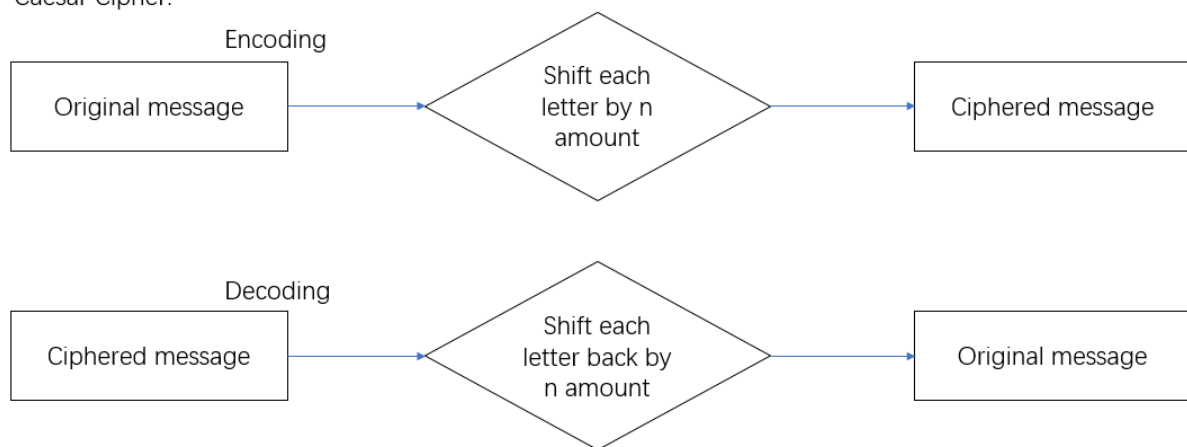 Caesar Cipher:
Encoding
Original message
Shift each
letter by n
amount
Ciphered message
Decoding
Ciphered message
Shift each
letter back by
n amount
Original message